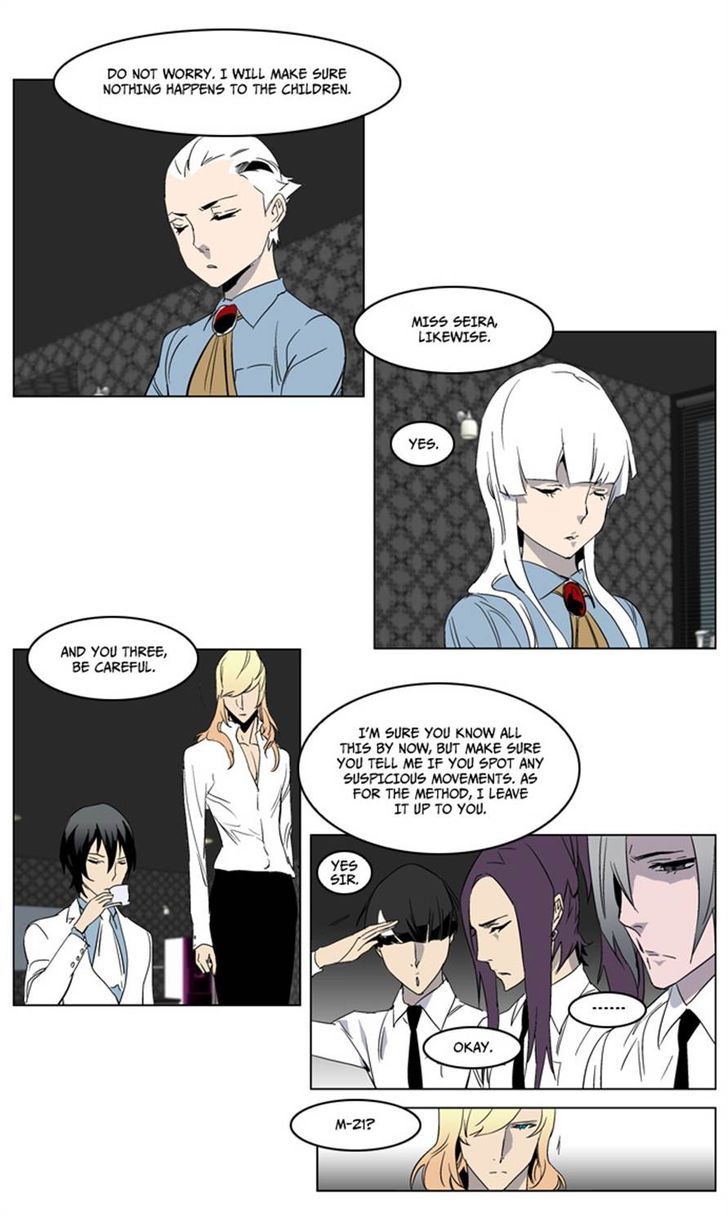 DO NOT WORRY. I WILL MAKE SURE
NOTHING HAPPENS TO THE CHILDREN.
MISS SEIRA,
LIKEWISE.
YES.
AND YOU THREE,
BE CAREFUL.
I'M SURE YOU KNOW ALL
THIS BY NOW, BUT MAKE SURE
YOU TELL ME IF YOU SPOT ANY
SUSPICIOUS MOVEMENTS. AS
FOR THE METHOD, I LEAVE
IT UP TO YOU.
YES
SIR.
OKAY.
------
M-21?